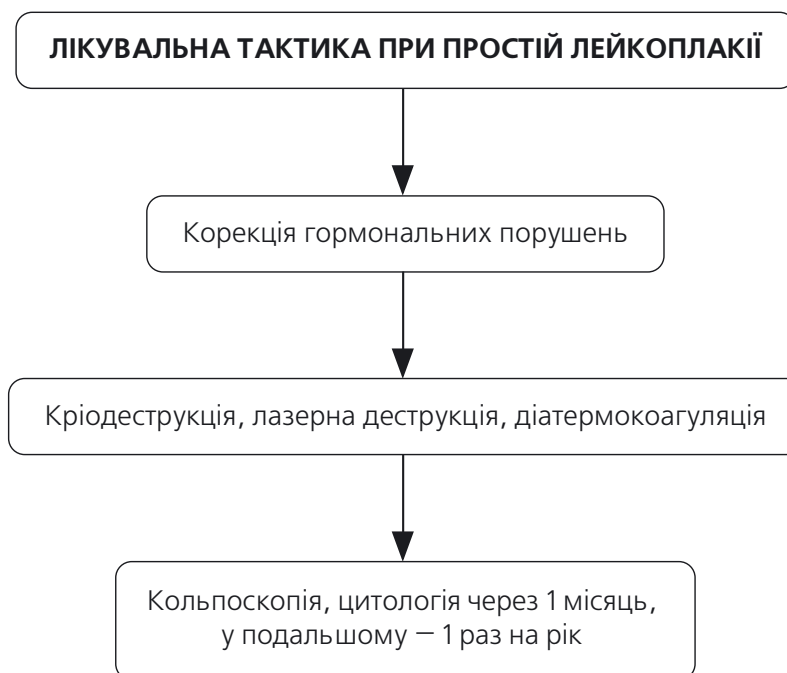 ЛІКУВАЛЬНА ТАКТИКА ПРИ ПРОСТІЙ ЛЕЙКОПЛАКІЇ
Корекція гормональних порушень
Кріодеструкція, лазерна деструкція, діатермокоагуляція
Кольпоскопія, цитологія через 1 місяць,
у подальшому — 1 раз на рік